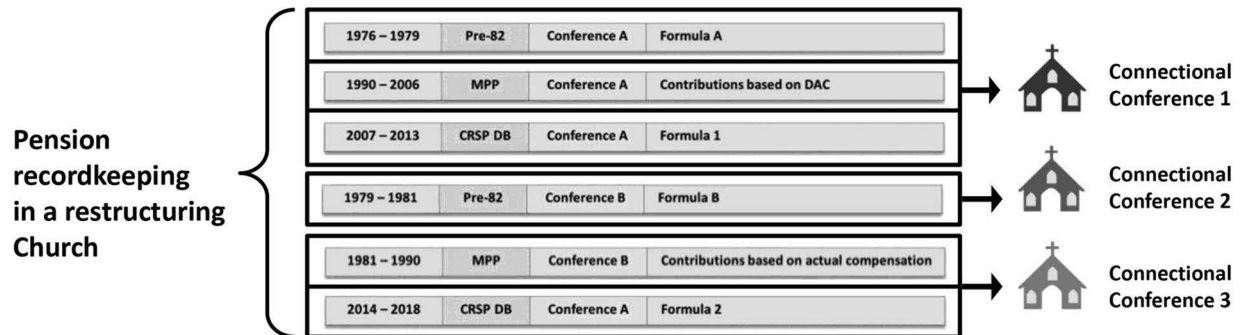 Pension
recordkeeping
in a restructuring
Church
1976 – 1979 Pre-82 Conference A Formula A
1990 – 2006 MPP Conference A Contributions based on DAC
2007 – 2013 CRSP DB Conference A Formula 1
1979 – 1981 Pre-82 Conference B Formula B
1981 – 1990 MPP Conference B Contributions based on actual compensation
2014 – 2018 CRSP DB Conference A Formula 2
Connectional
Conference 1
Connectional
Conference 2
Connectional
Conference 3